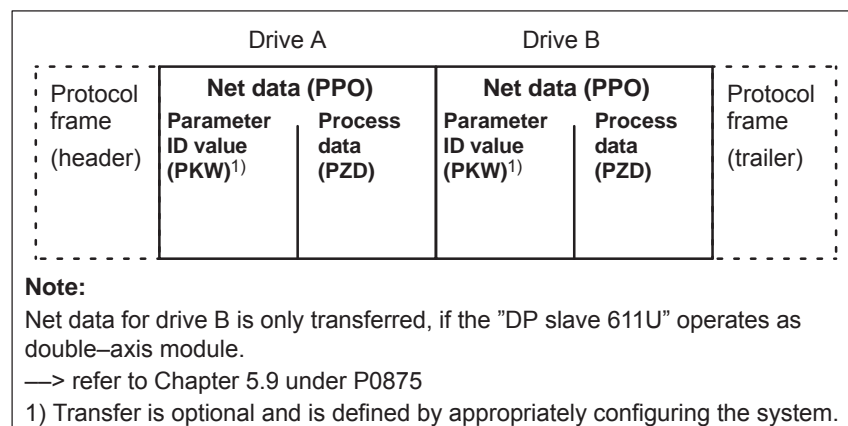 Drive A Drive B
Protocol frame (header)
Net data (PPO)
Parameter ID value (PKW)1)
Process data (PZD)
Net data (PPO)
Parameter ID value (PKW)1)
Process data (PZD)
Protocol frame (trailer)
Note:
Net data for drive B is only transferred, if the ”DP slave 611U” operates as
double–axis module.
––> refer to Chapter 5.9 under P0875
1) Transfer is optional and is defined by appropriately configuring the system.